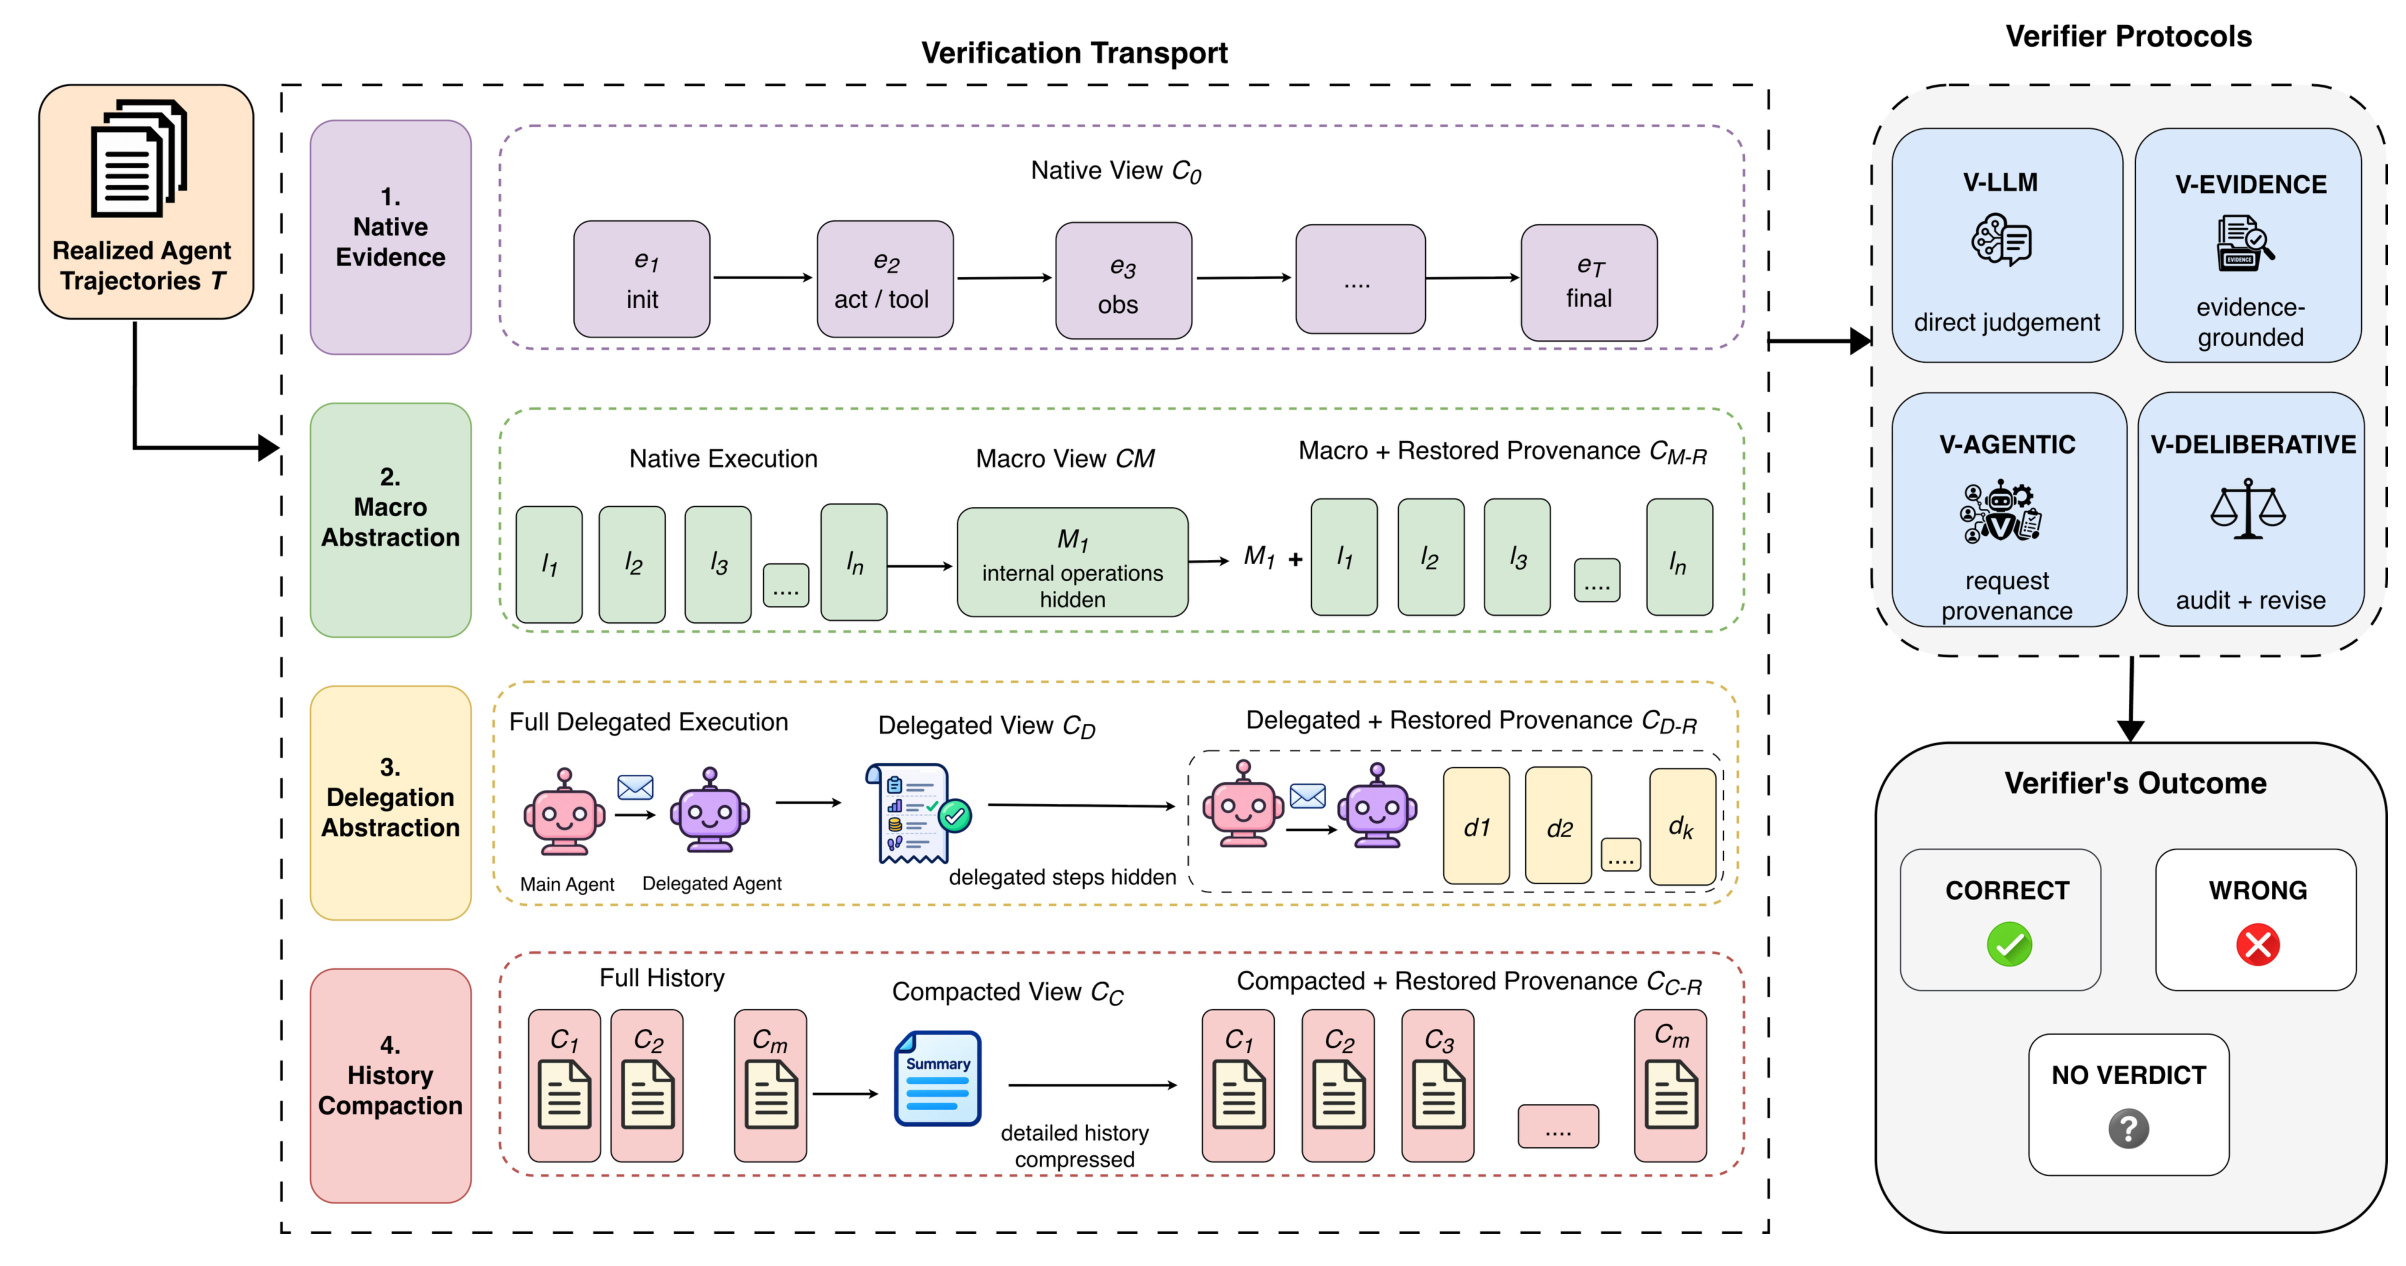 Verification Transport
Verifier Protocols
Realized Agent
Trajectories T
1.
Native
Evidence
Native View C0
e1
init
e2
act / tool
e3
obs
....
eT
final
2.
Macro
Abstraction
Native Execution
I1
I2
I3
....
In
Macro View CM
M1
internal operations
hidden
Macro + Restored Provenance CM-R
M1 +
I1
I2
I3
....
In
3.
Delegation
Abstraction
Full Delegated Execution
Main Agent
Delegated Agent
Delegated View CD
delegated steps hidden
Delegated + Restored Provenance CD-R
d1
d2
....
dk
4.
History
Compaction
Full History
C1
C2
Cm
Compacted View CC
Summary
detailed history
compressed
Compacted + Restored Provenance CC-R
C1
C2
C3
....
Cm
V-LLM
direct judgement
V-EVIDENCE
EVIDENCE
evidence-
grounded
V-AGENTIC
V
request
provenance
V-DELIBERATIVE
audit + revise
Verifier's Outcome
CORRECT
WRONG
NO VERDICT
?